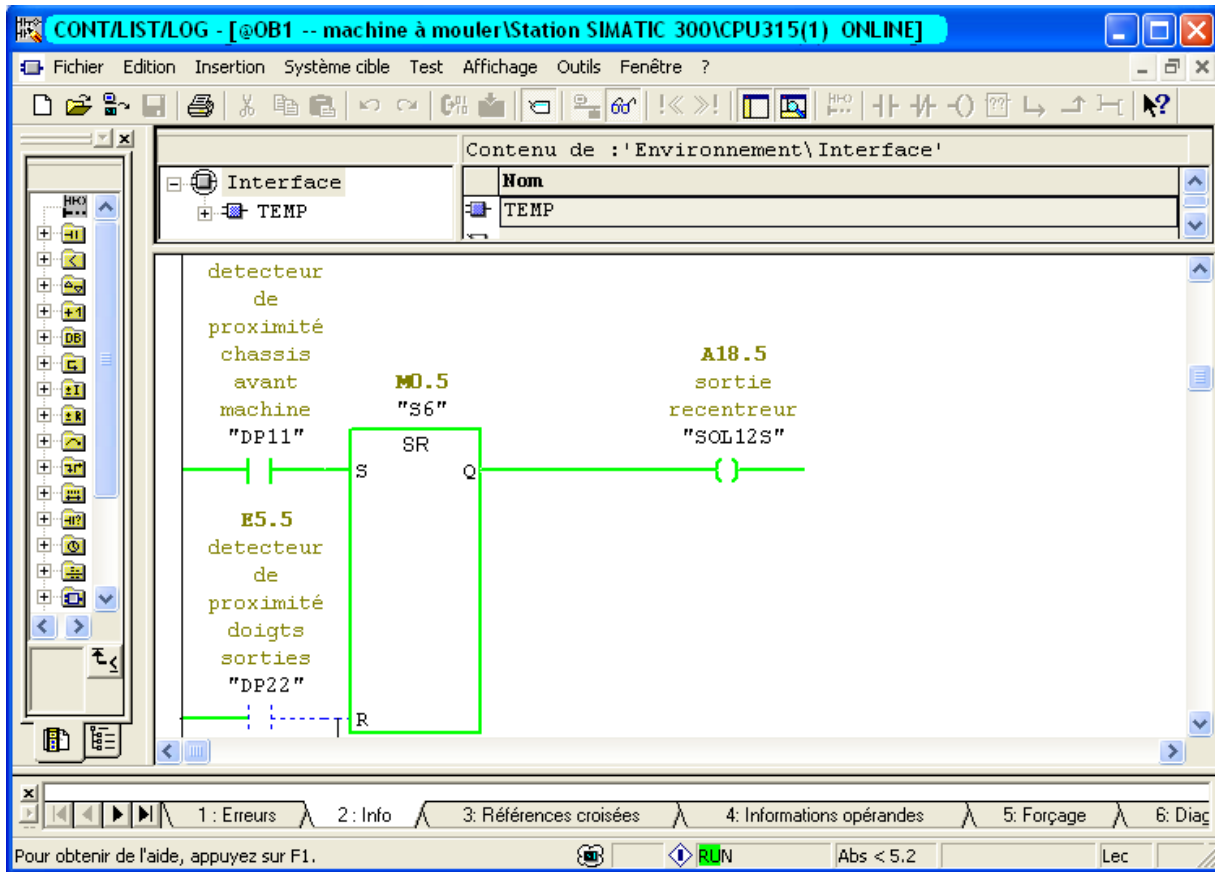 CONT/LIST/LOG - [@OB1 -- machine à mouler\Station SIMATIC 300\CPU315(1) ONLINE]
Fichier Edition Insertion Système cible Test Affichage Outils Fenêtre ?
Contenu de :'Environnement\Interface'
Interface
TEMP
Nom
TEMP
detecteur
de
proximité
chassis
avant
machine
"DP11"
M0.5
"S6"
SR
S
Q
A18.5
sortie
recentreur
"SOL12S"
E5.5
detecteur
de
proximité
doigts
sorties
"DP22"
R
1 : Erreurs
2 : Info
3: Références croisées
4: Informations opérandes
5: Forçage
6: Diag
Pour obtenir de l'aide, appuyez sur F1.
RUN
Abs < 5.2
Lec